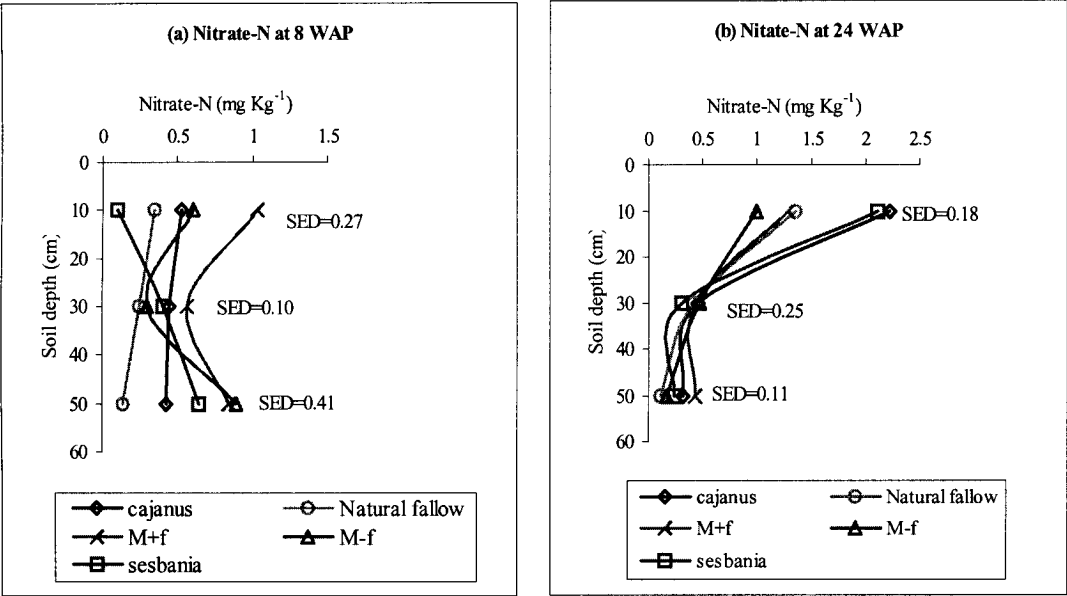 (a) Nitrate-N at 8 WAP
Nitrate-N (mg Kg-1)
0 0.5 1 1.5
0
10
20
30
40
50
60
Soil depth (cm)
SED=0.27
SED=0.10
SED=0.41
cajanus
Natural fallow
M+f
M-f
sesbania
(b) Nitate-N at 24 WAP
Nitrate-N (mg Kg-1)
0 0.5 1 1.5 2 2.5
0
10
20
30
40
50
60
Soil depth (cm)
SED=0.18
SED=0.25
SED=0.11
cajanus
Natural fallow
M+f
M-f
sesbania